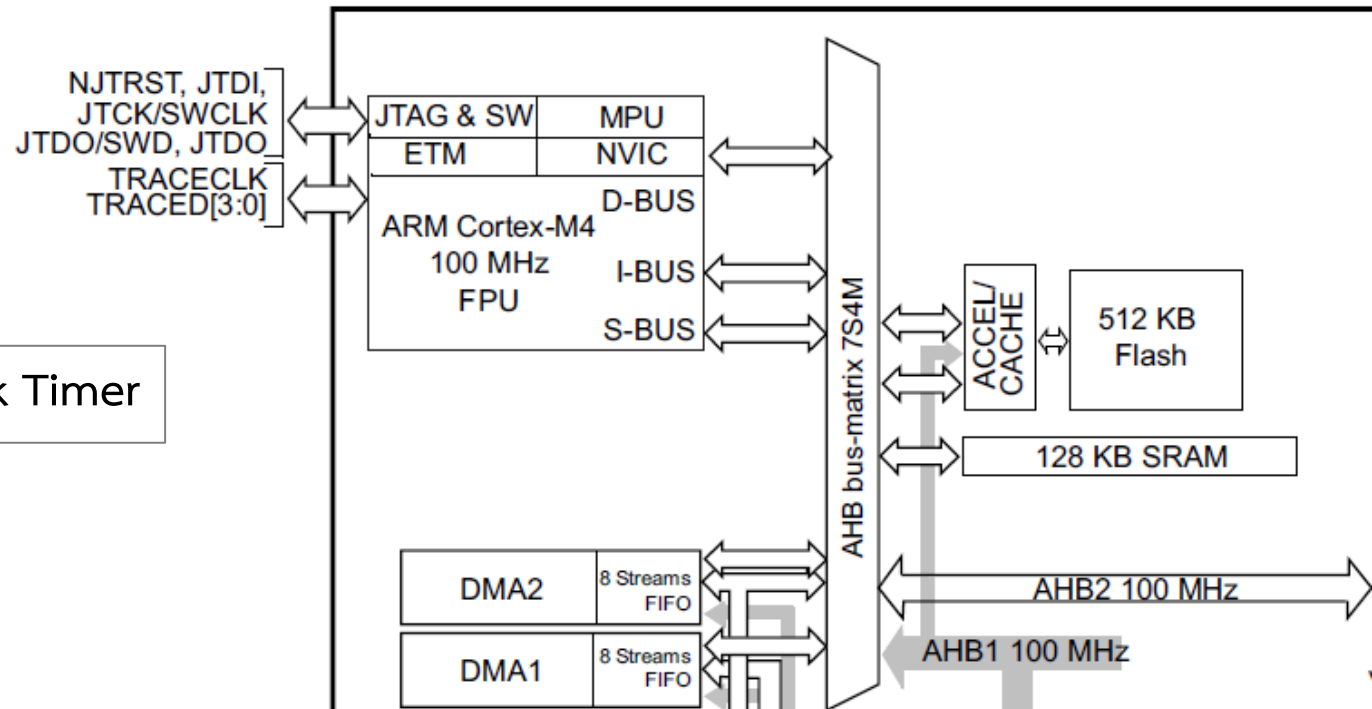 NJTRST, JTDI,
JTCK/SWCLK
JTDO/SWD, JTDO
TRACECLK
TRACED[3:0]
JTAG & SW
MPU
ETM
NVIC
D-BUS
ARM Cortex-M4
100 MHz
FPU
I-BUS
S-BUS
Timer
AHB bus-matrix 7S4M
ACCEL/
CACHE
512 KB
Flash
128 KB SRAM
DMA2
8 Streams
FIFO
AHB2 100 MHz
DMA1
8 Streams
FIFO
AHB1 100 MHz